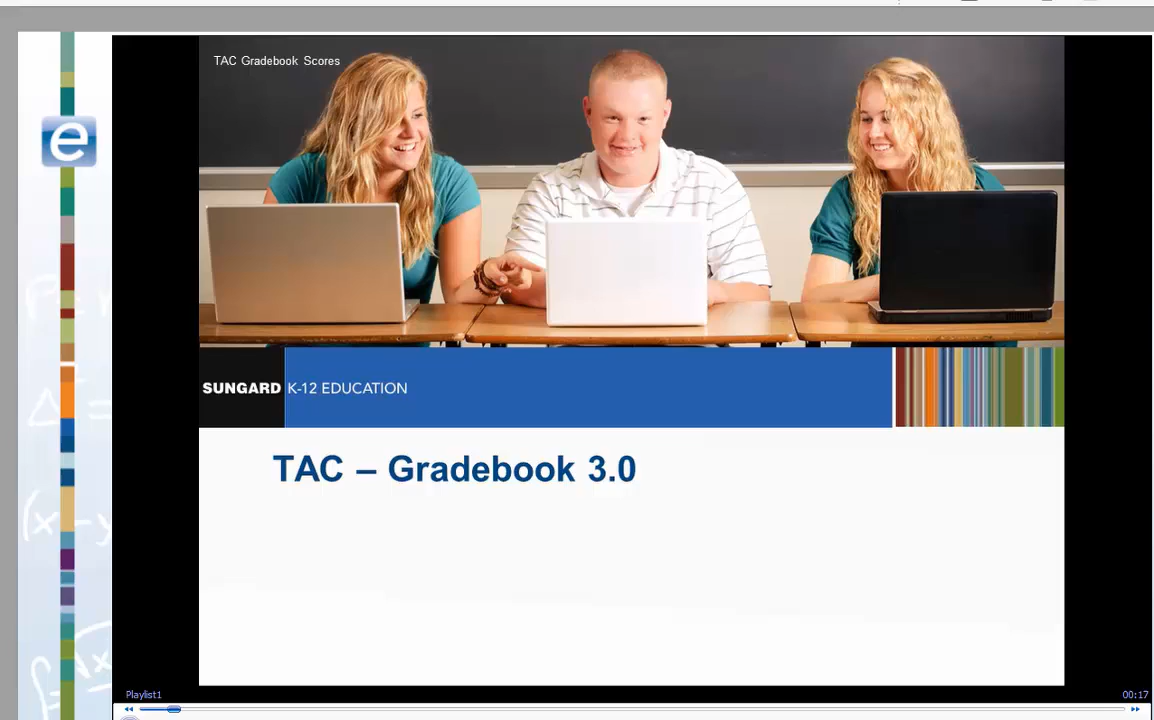 TAC Gradebook Scores
e
SUNGARD K-12 EDUCATION
TAC – Gradebook 3.0
Playlist1
00:17